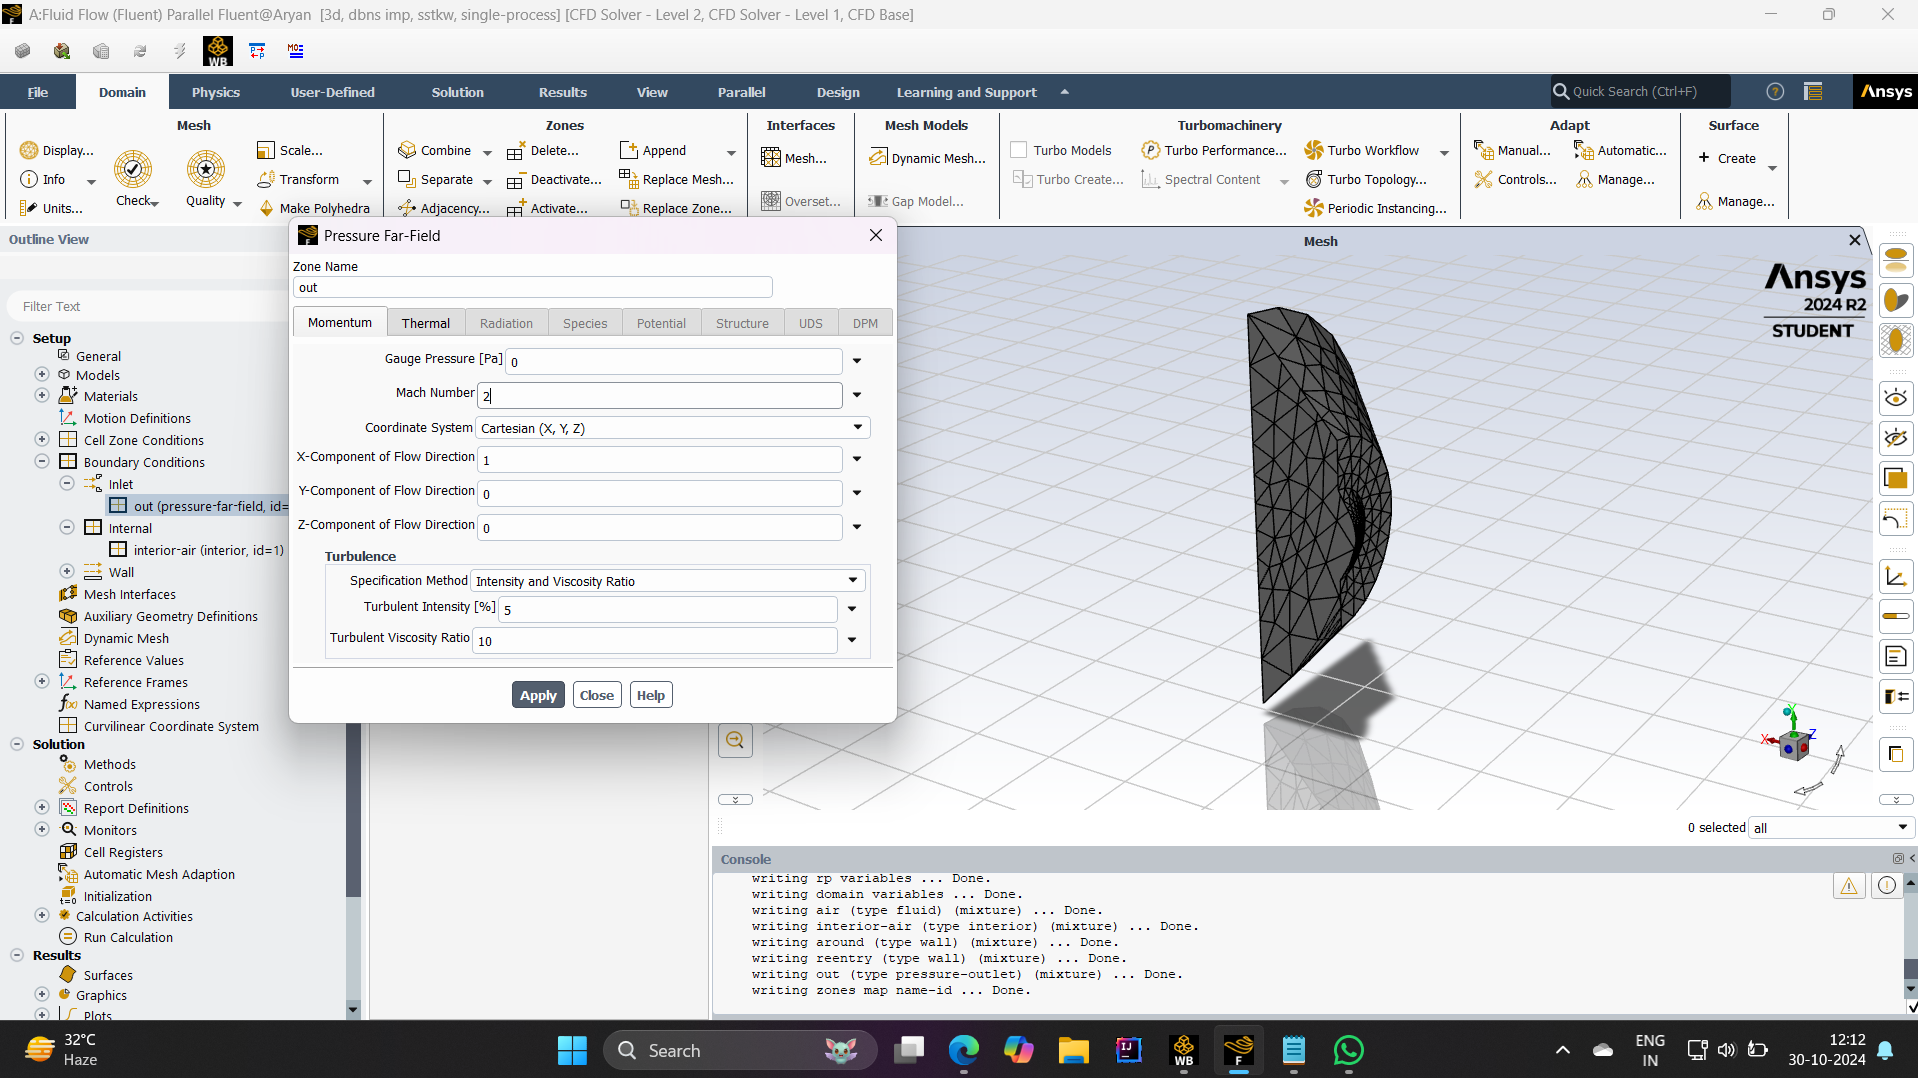 A:Fluid Flow (Fluent) Parallel Fluent@Aryan [3d, dbns imp, sstkw, single-process] [CFD Solver - Level 2, CFD Solver - Level 1, CFD Base]
WB
File Domain Physics User-Defined Solution Results View Parallel Design Learning and Support Quick Search (Ctrl+F) Ansys
Mesh
Display...
Info
Units...
Check
Quality
Scale...
Transform
Make Polyhedra
Zones
Combine
Separate
Adjacency...
Delete...
Deactivate...
Activate...
Append
Replace Mesh...
Replace Zone...
Interfaces
Mesh...
Overset...
Mesh Models
Dynamic Mesh...
Gap Model...
Turbomachinery
Turbo Models
Turbo Create...
Turbo Performance...
Spectral Content
Turbo Workflow
Turbo Topology...
Periodic Instancing...
Adapt
Manual...
Controls...
Automatic...
Manage...
Surface
+ Create
Manage...
Outline View
Filter Text
Setup
General
Models
Materials
Motion Definitions
Cell Zone Conditions
Boundary Conditions
Inlet
out (pressure-far-field, id=
Internal
interior-air (interior, id=1)
Wall
Mesh Interfaces
Auxiliary Geometry Definitions
Dynamic Mesh
Reference Values
Reference Frames
Named Expressions
Curvilinear Coordinate System
Solution
Methods
Controls
Report Definitions
Monitors
Cell Registers
Automatic Mesh Adaption
Initialization
Calculation Activities
Run Calculation
Results
Surfaces
Graphics
Plots
Pressure Far-Field
Zone Name
out
Momentum Thermal Radiation Species Potential Structure UDS DPM
Gauge Pressure [Pa] 0
Mach Number 2
Coordinate System Cartesian (X, Y, Z)
X-Component of Flow Direction 1
Y-Component of Flow Direction 0
Z-Component of Flow Direction 0
Turbulence
Specification Method Intensity and Viscosity Ratio
Turbulent Intensity [%] 5
Turbulent Viscosity Ratio 10
Apply Close Help
Mesh
Ansys
2024 R2
STUDENT
Y
X
Z
0 selected all
Console
writing rp variables ... Done.
writing domain variables ... Done.
writing air (type fluid) (mixture) ... Done.
writing interior-air (type interior) (mixture) ... Done.
writing around (type wall) (mixture) ... Done.
writing reentry (type wall) (mixture) ... Done.
writing out (type pressure-outlet) (mixture) ... Done.
writing zones map name-id ... Done.
32°C
Haze
Search
IJ
WB
F
ENG
IN
12:12
30-10-2024